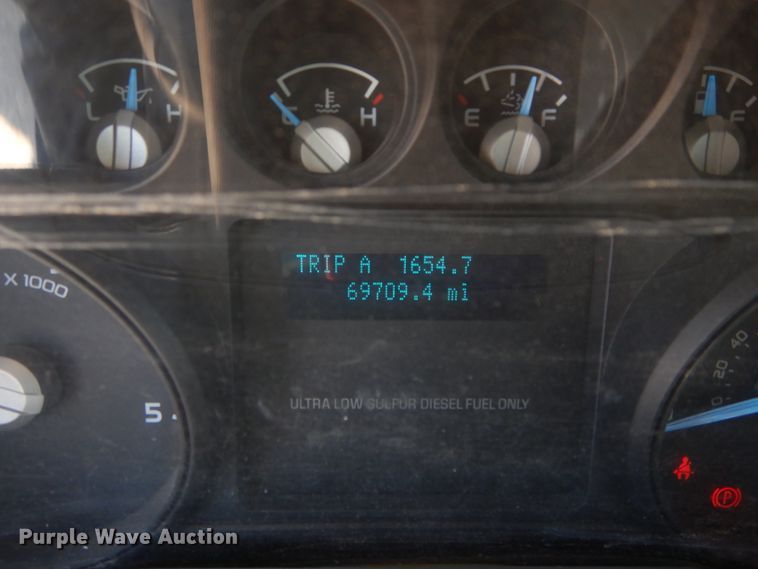 L H
C H
E F
F
TRIP A 1654.7
69709.4 mi
X 1000
5
ULTRA LOW SULFUR DIESEL FUEL ONLY
40
20
0
P
Purple Wave Auction